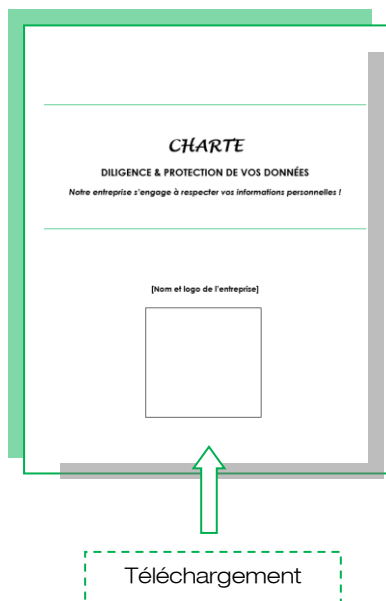 CHARTE
DILIGENCE & PROTECTION DE VOS DONNÉES
Notre entreprise s'engage à respecter vos informations personnelles !
[Nom et logo de l'entreprise]
Téléchargement